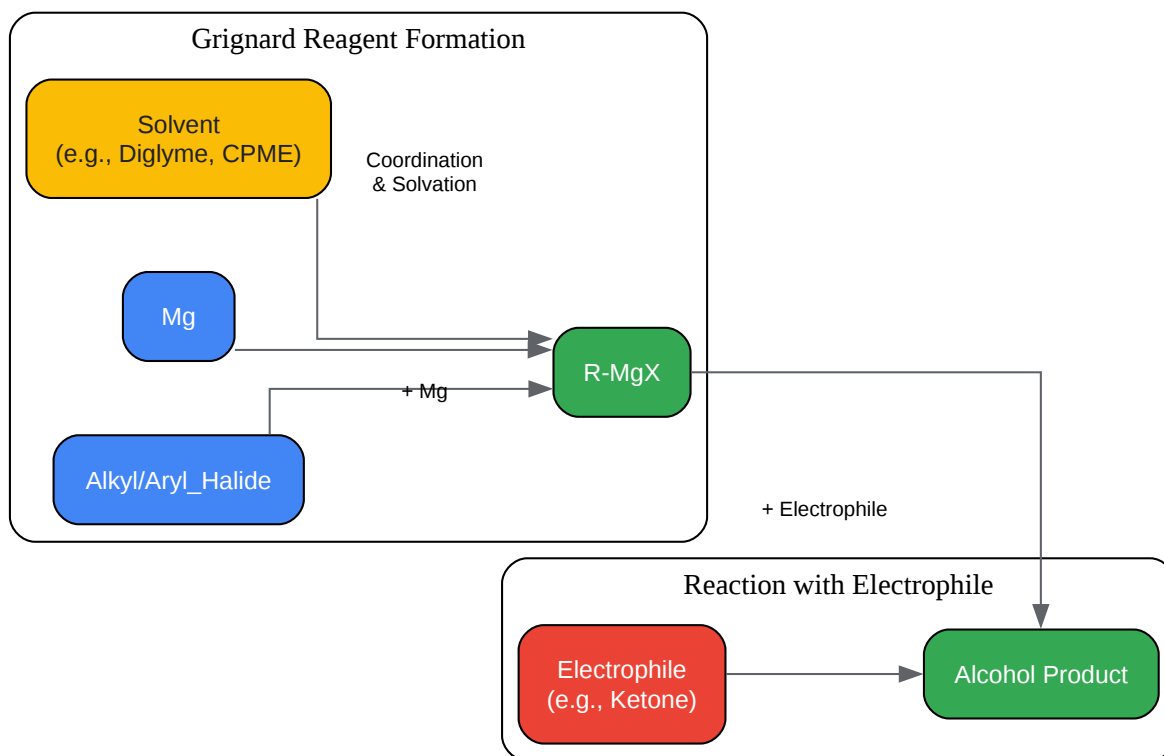 Grignard Reagent Formation
Solvent
(e.g., Diglyme, CPME)
Coordination
& Solvation
Mg
R-MgX
+ Mg
Alkyl/Aryl_Halide
+ Electrophile
Reaction with Electrophile
Electrophile
(e.g., Ketone)
Alcohol Product